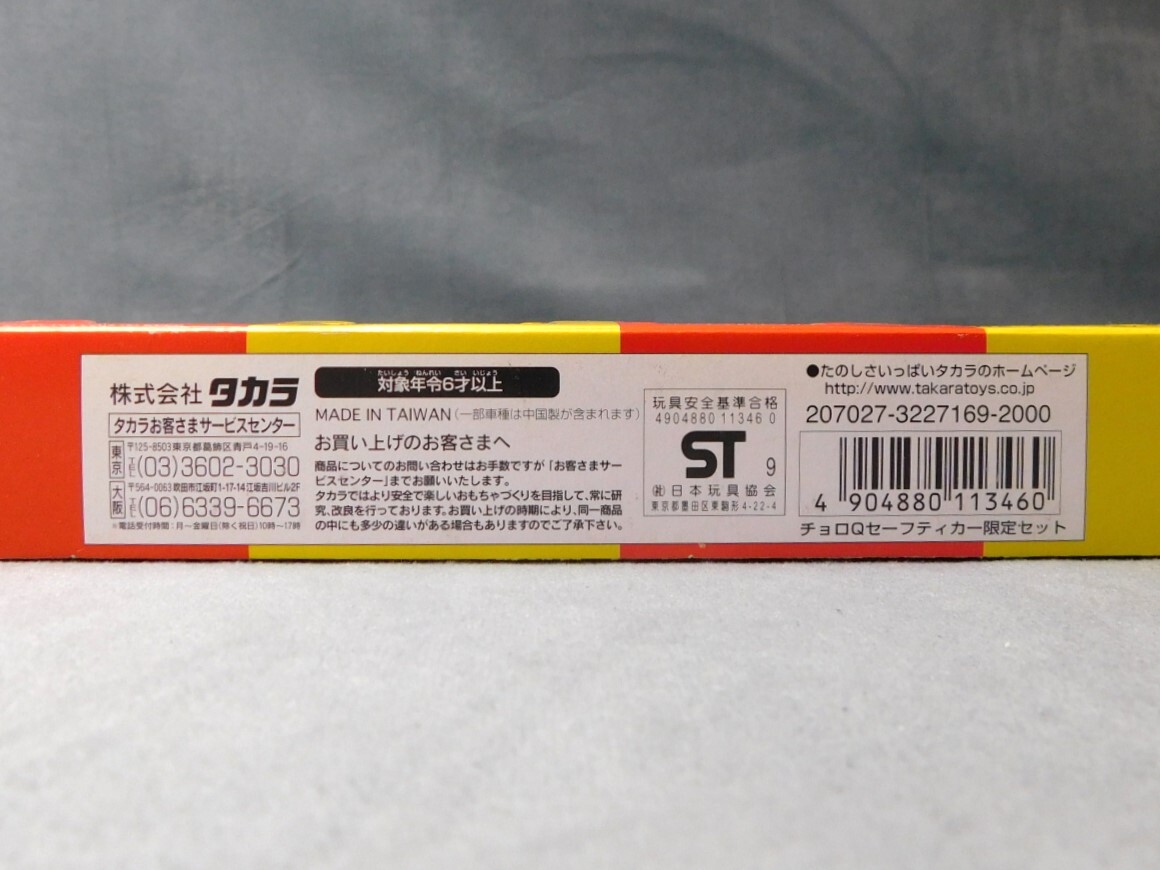 株式会社 タカラ
タカラお客さまサービスセンター
東京 〒125-8503東京都葛飾区青戸4-19-16
TEL(03)3602-3030
大阪 〒564-0063吹田市江坂町1-17-14江坂吉川ビル2F
TEL(06)6339-6673
*電話受付時間:月〜金曜日(除く祝日)10時〜17時
たいしょう ねんれい さい いじょう
対象年令6才以上
MADE IN TAIWAN(一部車種は中国製が含まれます)
お買い上げのお客さまへ
商品についてのお問い合わせはお手数ですが「お客さまサー
ビスセンター」までお願いいたします。
タカラではより安全で楽しいおもちゃづくりを目指して、常に研
究、改良を行っております。お買い上げの時期により、同一商品
の中にも多少の違いがある場合もありますのでご了承下さい。
玩具安全基準合格
4904880 11346 0
ST 9
㈳日本玩具協会
東京都墨田区東駒形4-22-4
●たのしさいっぱいタカラのホームページ
http://www.takaratoys.co.jp
207027-3227169-2000
4 904880 113460
チョロQセーフティカー限定セット